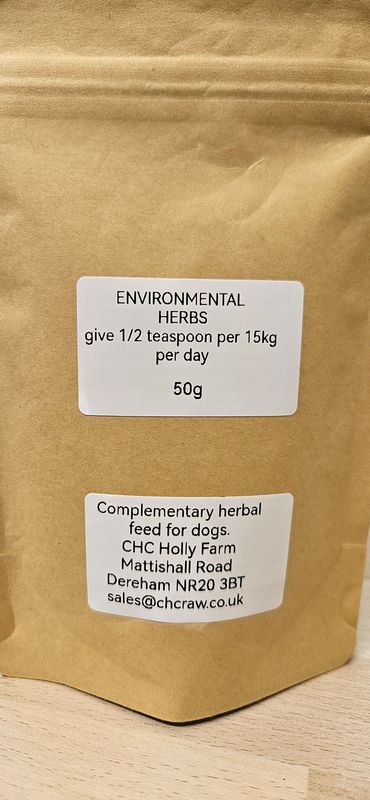 ENVIRONMENTAL
HERBS
give 1/2 teaspoon per 15kg
per day
50g
Complementary herbal
feed for dogs.
CHC Holly Farm
Mattishall Road
Dereham NR20 3BT
sales@chcraw.co.uk